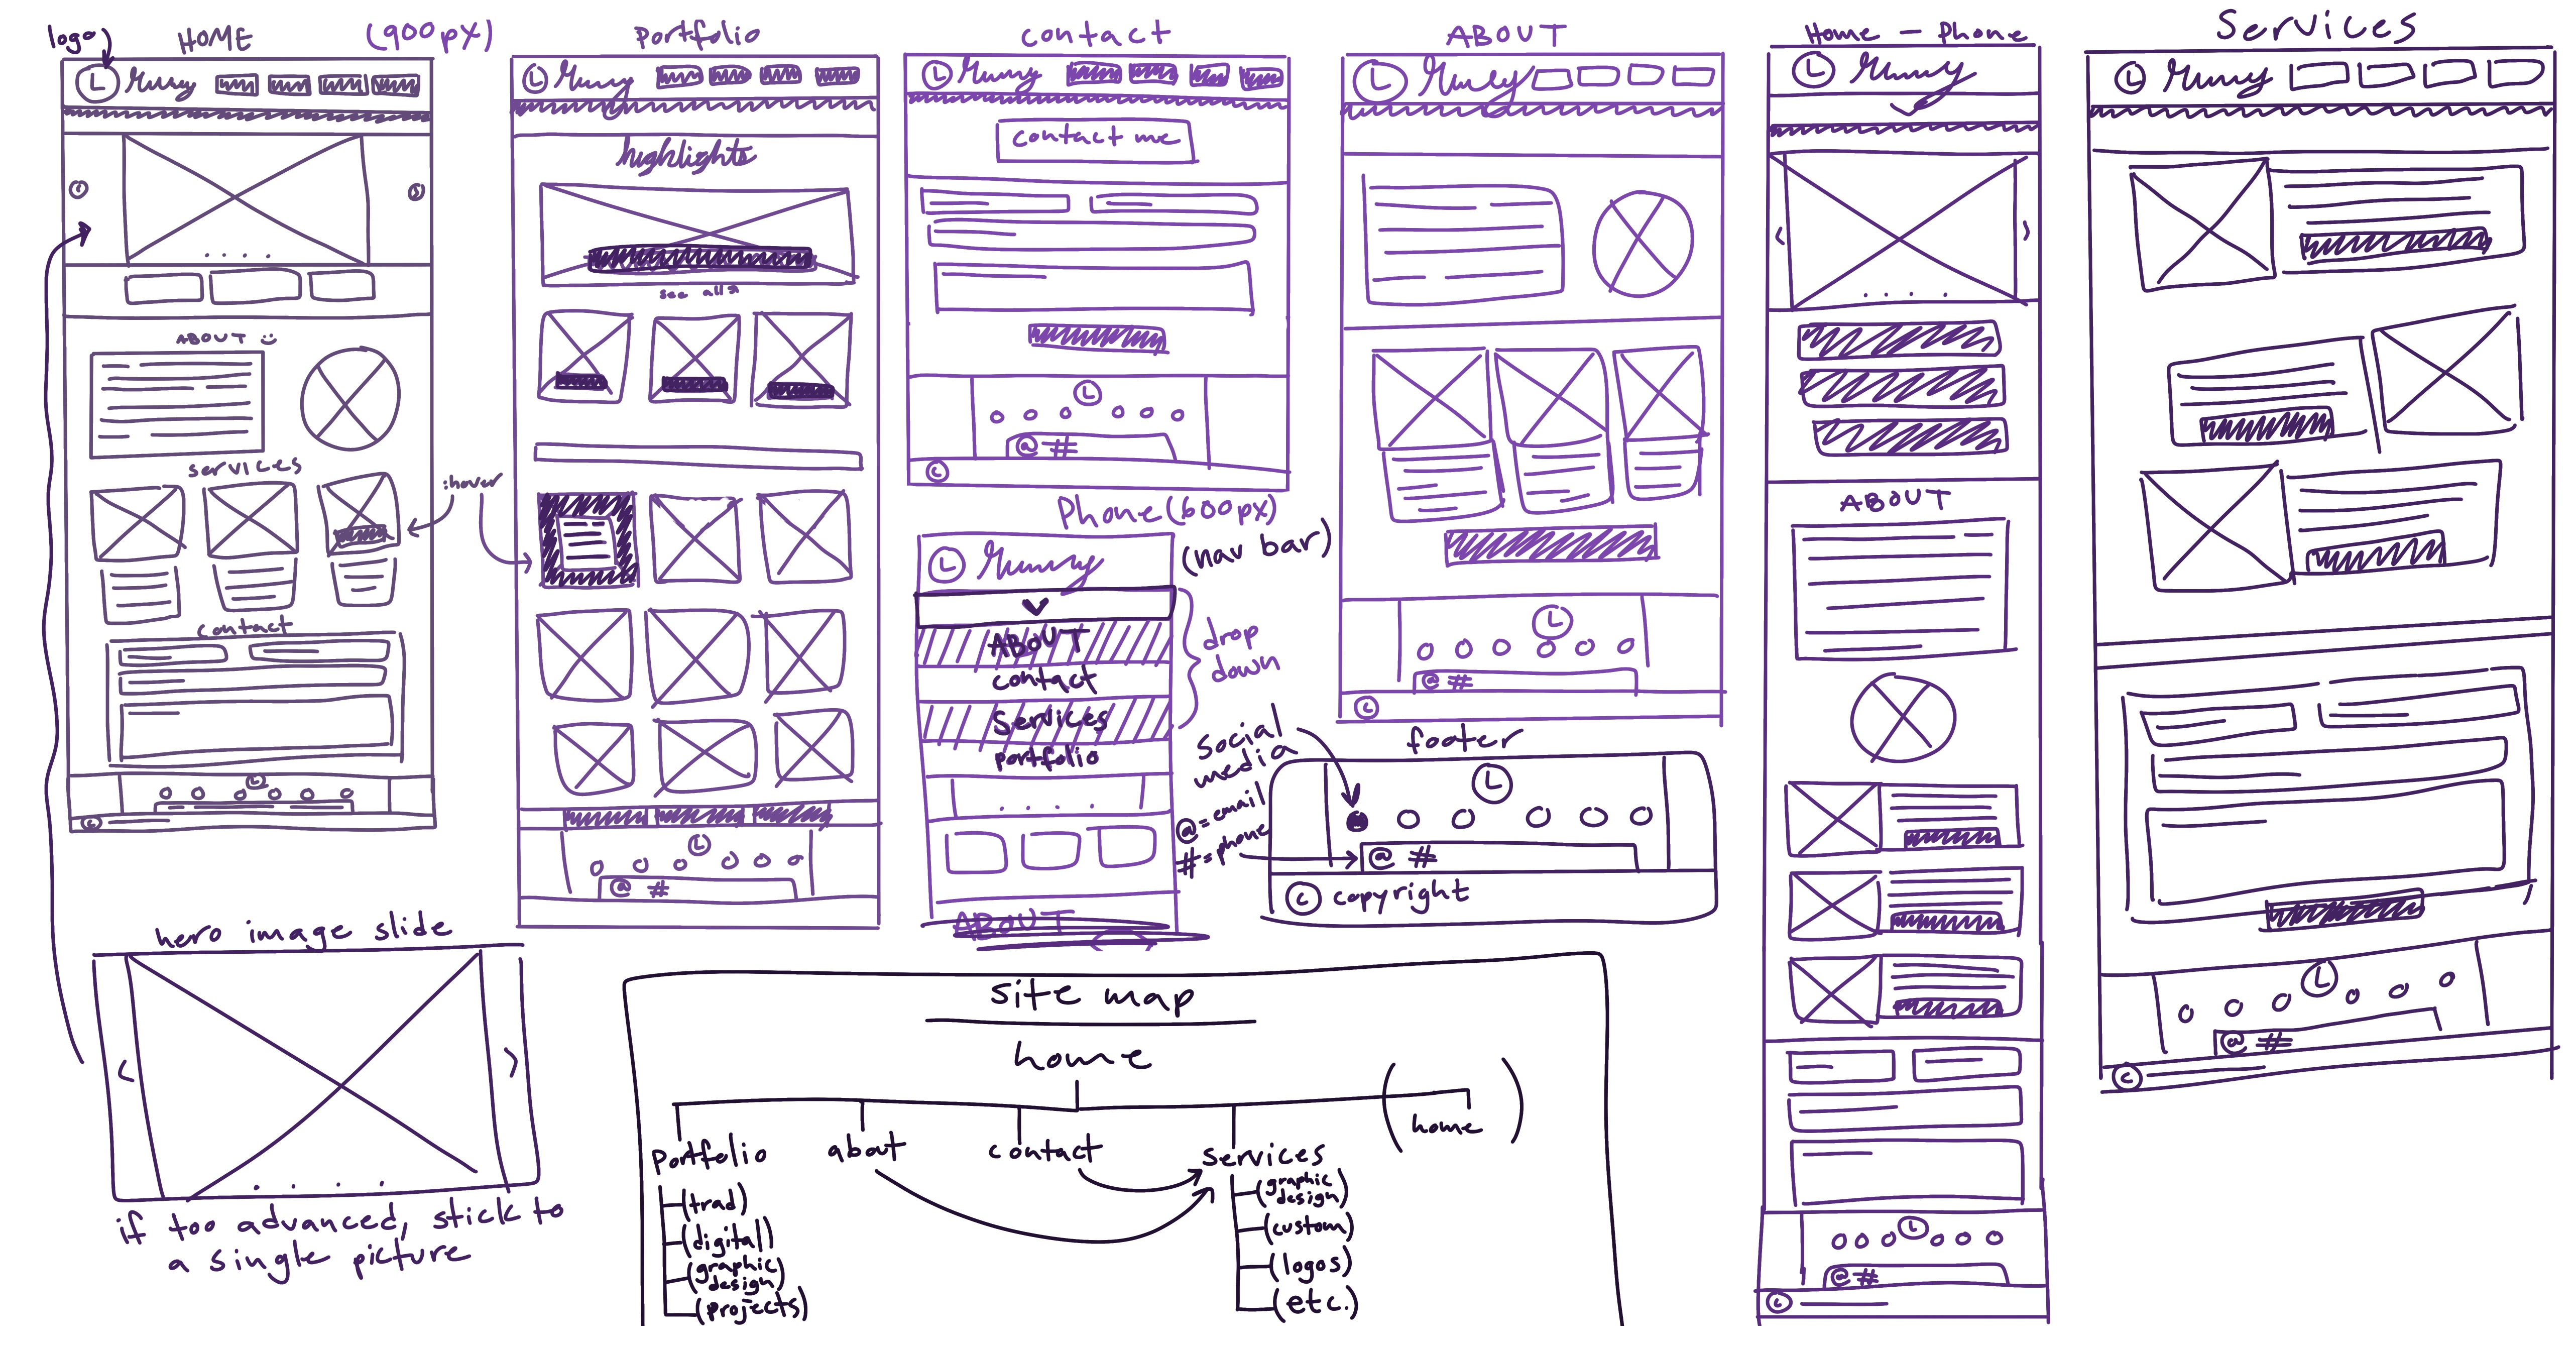 logo
HOME
(900px)
L
ABOUT
services
contact
L
©
:hover
hero image slide
<
>
if too advanced, stick to
a single picture
Portfolio
L
highlights
see all >
L
@ #
contact
L
contact me
L
@ #
©
Phone (600px)
(nav bar)
L
ABOUT
contact
Services
portfolio
drop
down
ABOUT
ABOUT
L
L
@ #
©
footer
social
media
@ = email
# = phone
L
@ #
© copyright
site map
home
portfolio
about
contact
services
(home)
(trad)
(digital)
(graphic
design)
(projects)
(graphic
design)
(custom)
(logos)
(etc.)
Home - Phone
L
<
>
ABOUT
L
@ #
©
Services
L
L
@ #
©